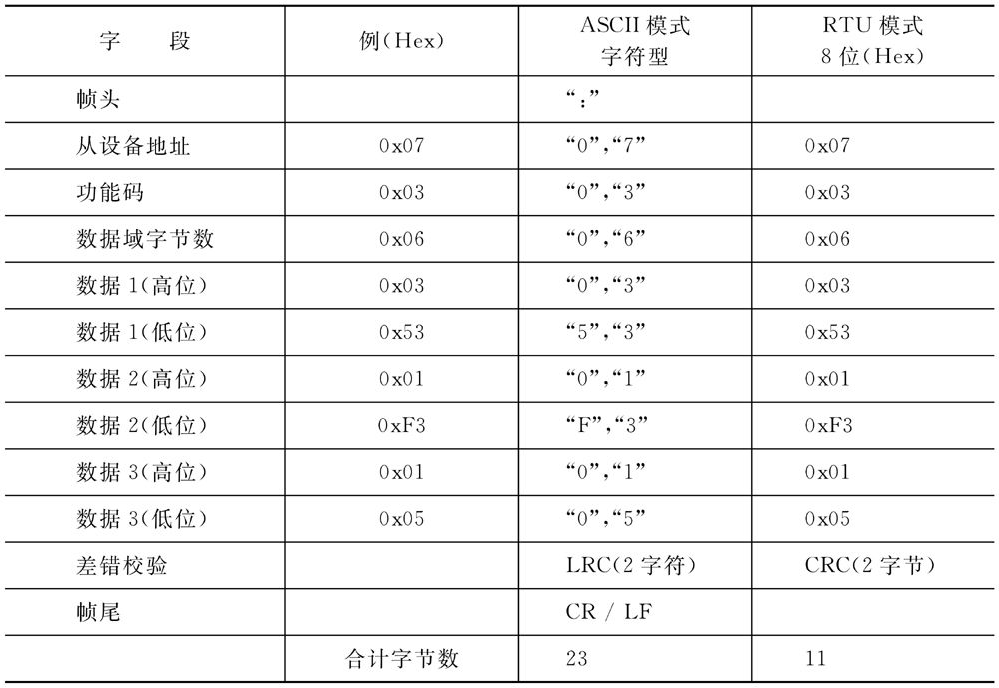 字 段 例(Hex) ASCII 模式 字符型 RTU 模式 8 位(Hex)
帧头 “:”
从设备地址 0x07 “0”,“7” 0x07
功能码 0x03 “0”,“3” 0x03
数据域字节数 0x06 “0”,“6” 0x06
数据 1(高位) 0x03 “0”,“3” 0x03
数据 1(低位) 0x53 “5”,“3” 0x53
数据 2(高位) 0x01 “0”,“1” 0x01
数据 2(低位) 0xF3 “F”,“3” 0xF3
数据 3(高位) 0x01 “0”,“1” 0x01
数据 3(低位) 0x05 “0”,“5” 0x05
差错校验 LRC(2 字符) CRC(2 字节)
帧尾 CR / LF
合计字节数 23 11